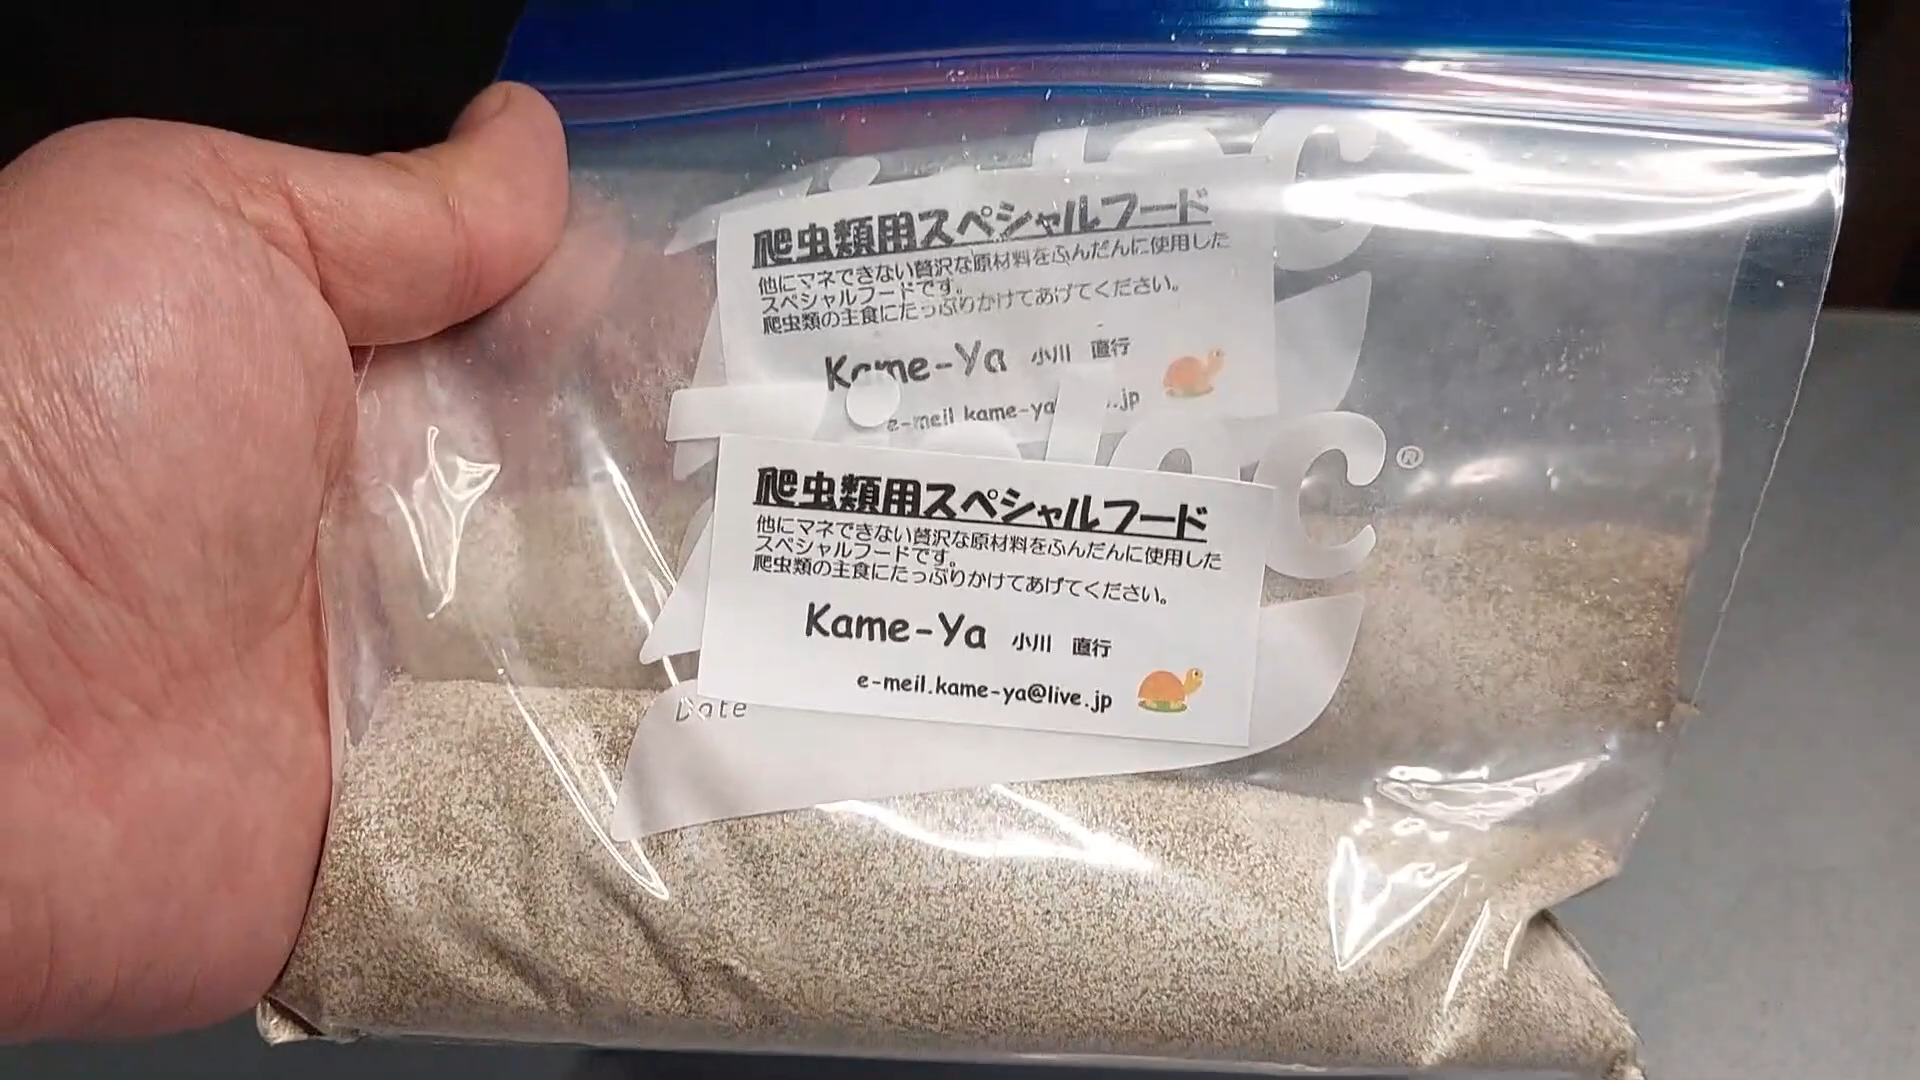 爬虫類用スペシャルフード
他にマネできない贅沢な原材料をふんだんに使用した
スペシャルフードです。
爬虫類の主食にたっぷりかけてあげてください。
Kame-Ya 小川 直行
e-meil kame-ya .jp
爬虫類用スペシャルフード
他にマネできない贅沢な原材料をふんだんに使用した
スペシャルフードです。
爬虫類の主食にたっぷりかけてあげてください。
Kame-Ya 小川 直行
e-meil.kame-ya@live.jp
®
Date